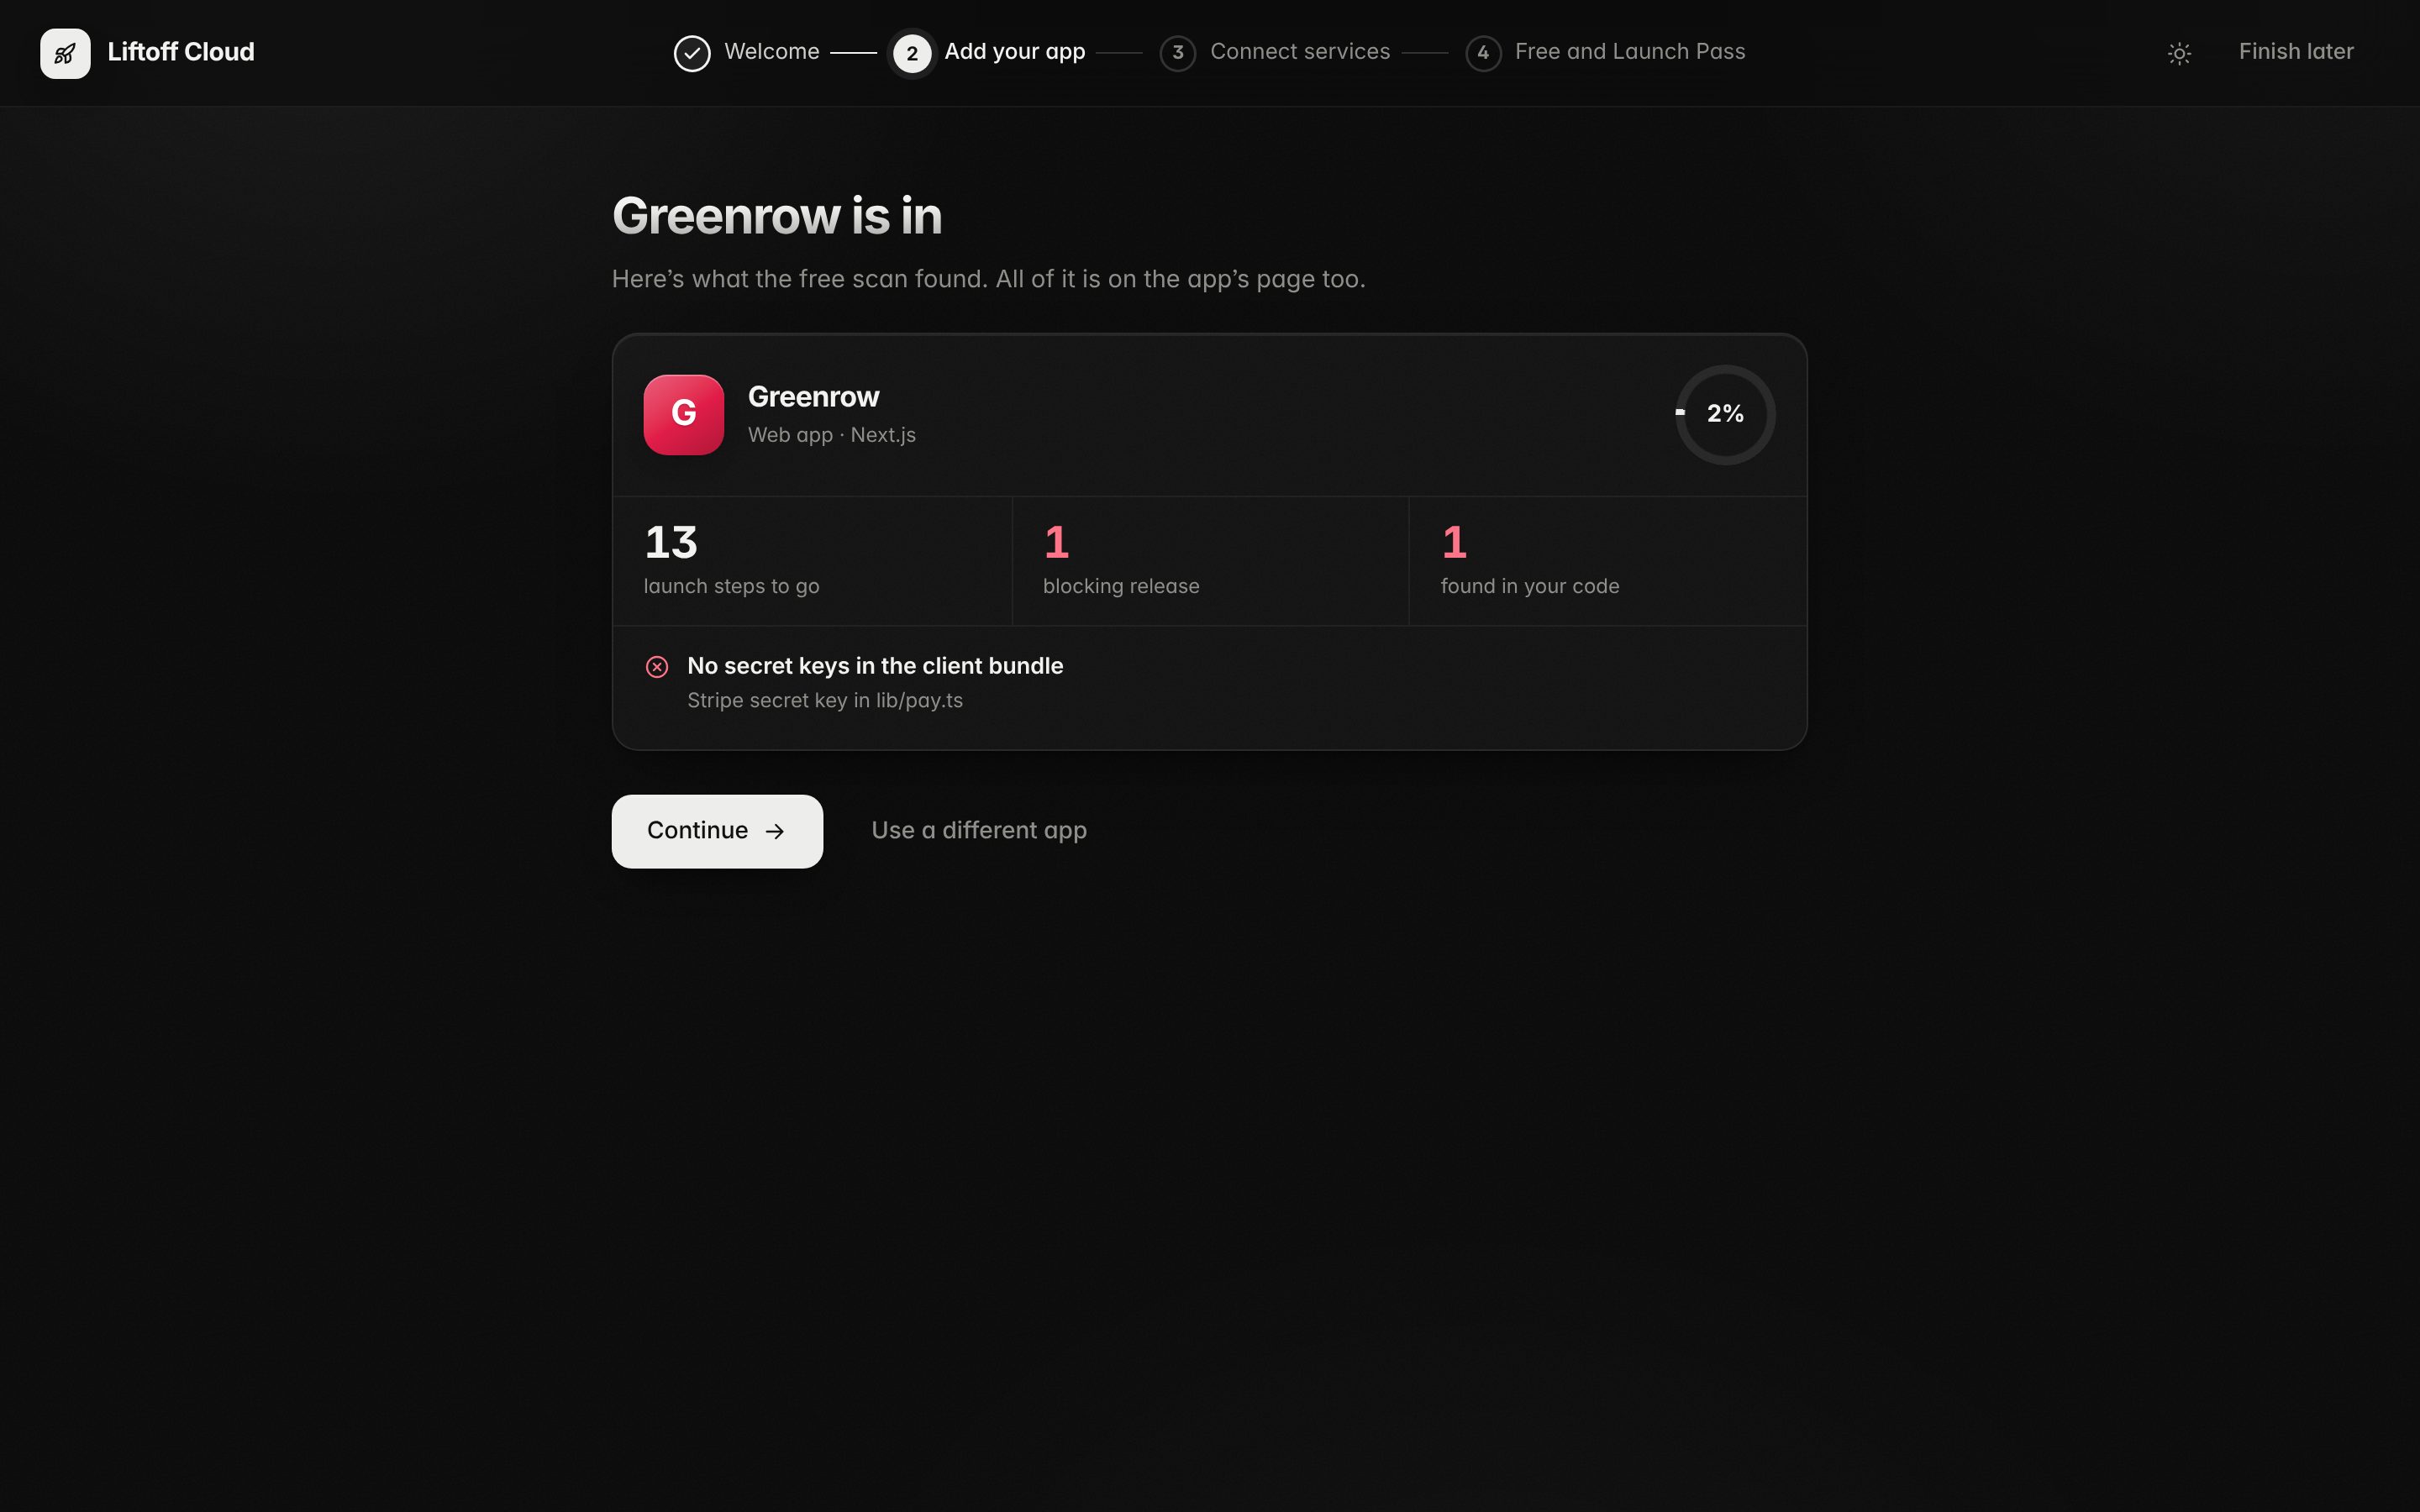 Liftoff Cloud
Welcome
2 Add your app
3 Connect services
4 Free and Launch Pass
Finish later
Greenrow is in
Here’s what the free scan found. All of it is on the app’s page too.
G
Greenrow
Web app · Next.js
2%
13
launch steps to go
1
blocking release
1
found in your code
No secret keys in the client bundle
Stripe secret key in lib/pay.ts
Continue →
Use a different app